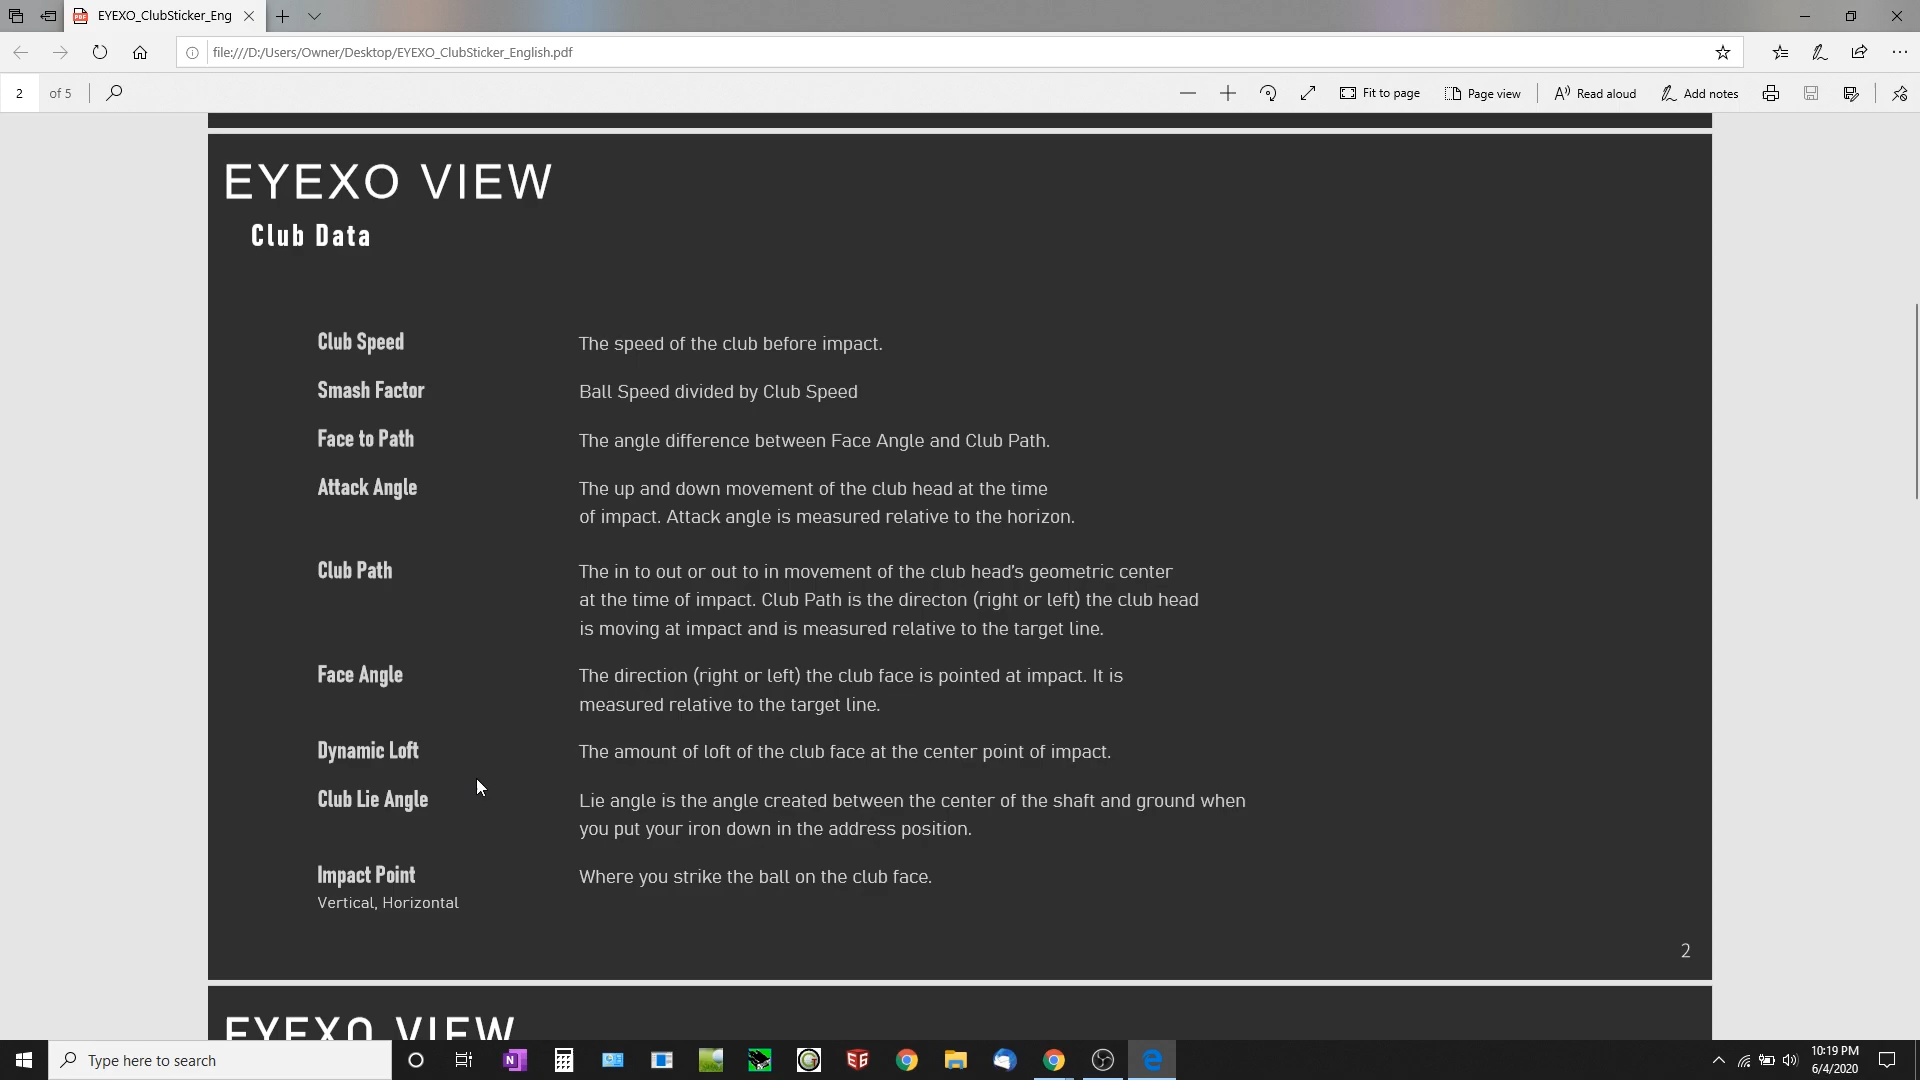 EYEXO_ClubSticker_Eng
file:///D:/Users/Owner/Desktop/EYEXO_ClubSticker_English.pdf
2 of 5
Fit to page
Page view
Read aloud
Add notes
EYEXO VIEW
Club Data
Club Speed
The speed of the club before impact.
Smash Factor
Ball Speed divided by Club Speed
Face to Path
The angle difference between Face Angle and Club Path.
Attack Angle
The up and down movement of the club head at the time
of impact. Attack angle is measured relative to the horizon.
Club Path
The in to out or out to in movement of the club head's geometric center
at the time of impact. Club Path is the directon (right or left) the club head
is moving at impact and is measured relative to the target line.
Face Angle
The direction (right or left) the club face is pointed at impact. It is
measured relative to the target line.
Dynamic Loft
The amount of loft of the club face at the center point of impact.
Club Lie Angle
Lie angle is the angle created between the center of the shaft and ground when
you put your iron down in the address position.
Impact Point
Where you strike the ball on the club face.
Vertical, Horizontal
2
EYEXO VIEW
Type here to search
10:19 PM
6/4/2020